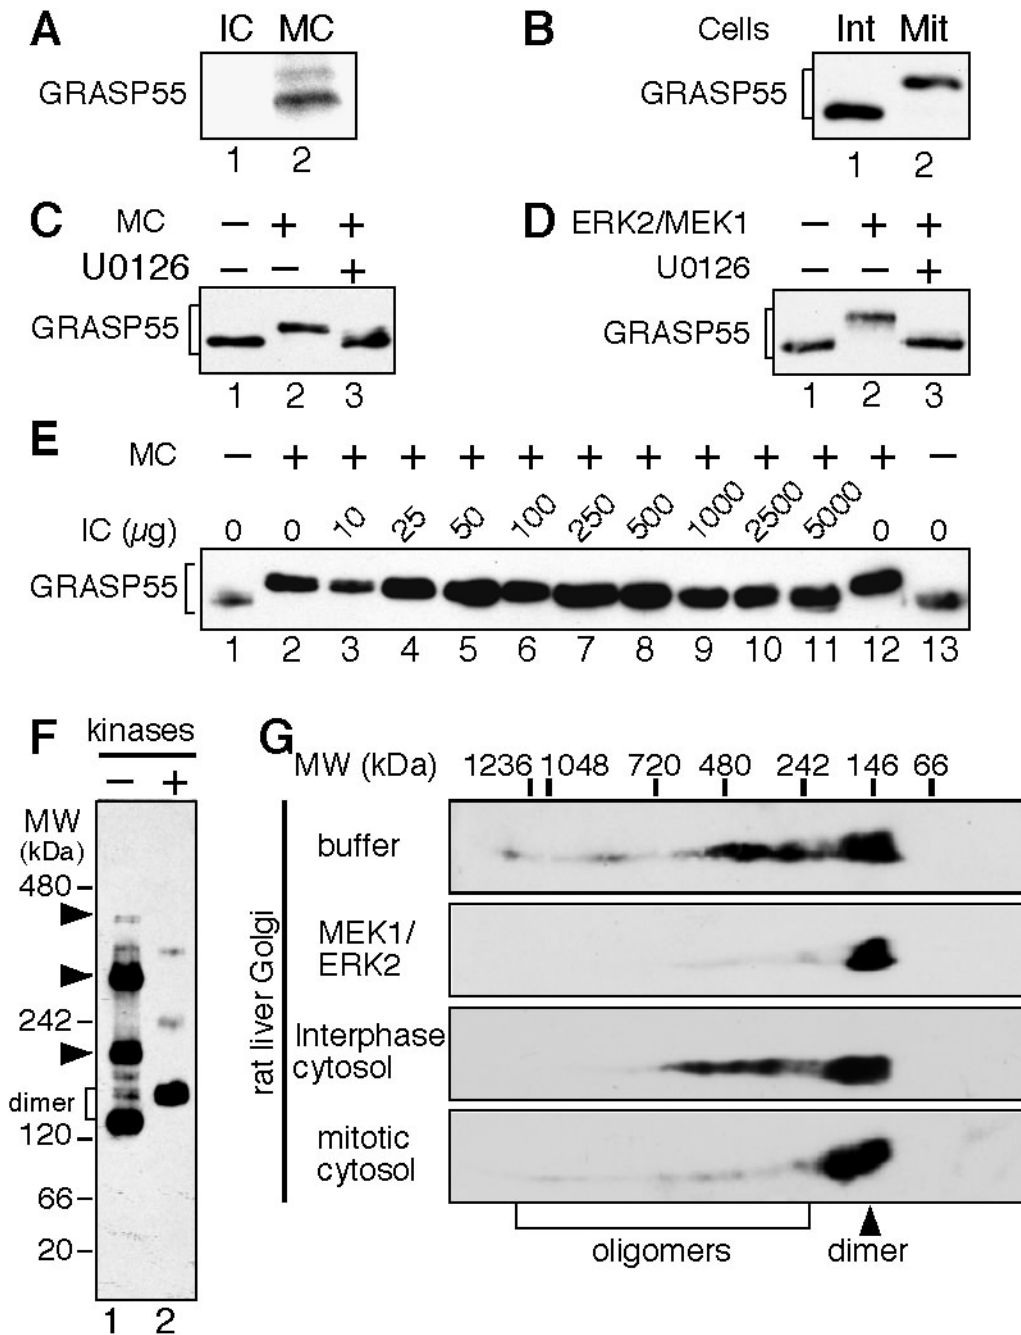 A
IC MC
GRASP55
1 2
B
Cells Int Mit
GRASP55
1 2
C
MC – + +
U0126 – – +
GRASP55
1 2 3
D
ERK2/MEK1 – + +
U0126 – – +
GRASP55
1 2 3
E
MC – + + + + + + + + + + + –
IC (µg) 0 0 10 25 50 100 250 500 1000 2500 5000 0 0
GRASP55
1 2 3 4 5 6 7 8 9 10 11 12 13
F
kinases
– +
MW
(kDa)
480
242
dimer
120
66
20
1 2
G
MW (kDa) 1236 1048 720 480 242 146 66
rat liver Golgi
buffer
MEK1/
ERK2
Interphase
cytosol
mitotic
cytosol
oligomers dimer